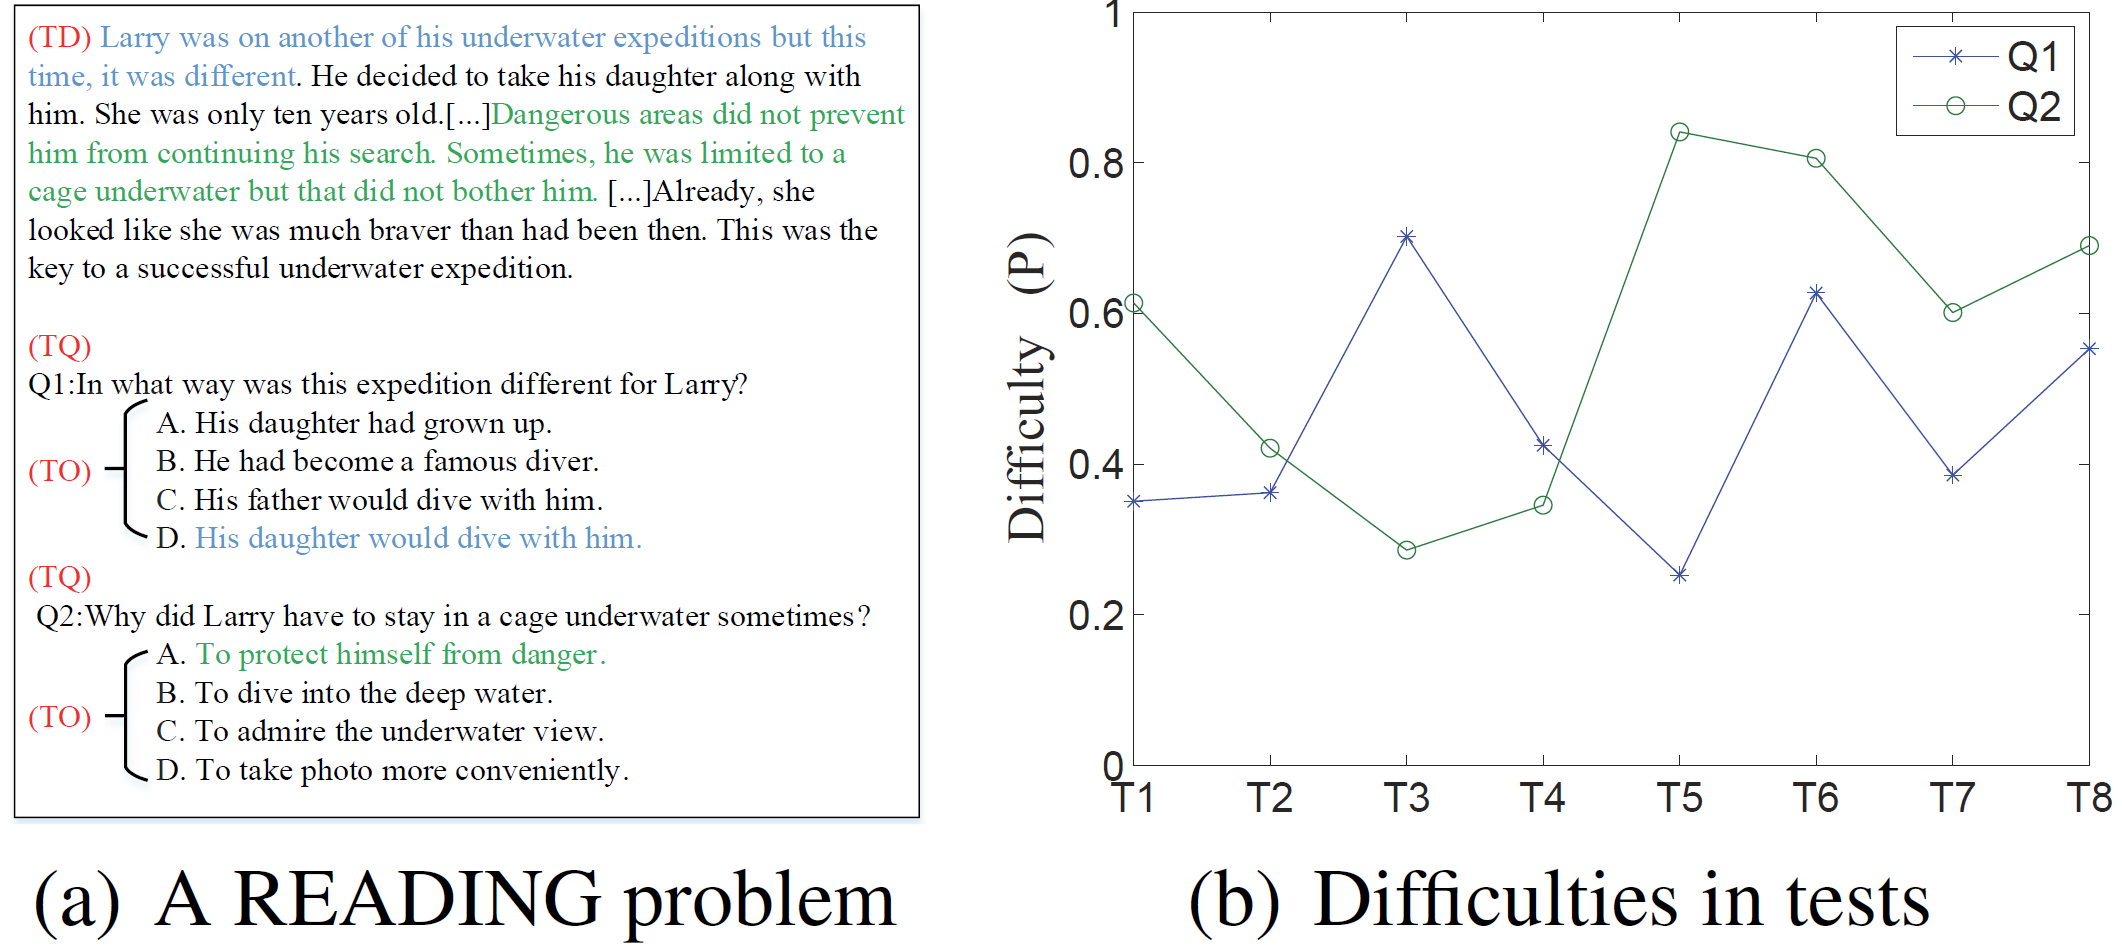 (TD) Larry was on another of his underwater expeditions but this
time, it was different. He decided to take his daughter along with
him. She was only ten years old.[...]Dangerous areas did not prevent
him from continuing his search. Sometimes, he was limited to a
cage underwater but that did not bother him. [...]Already, she
looked like she was much braver than had been then. This was the
key to a successful underwater expedition.
(TQ)
Q1:In what way was this expedition different for Larry?
A. His daughter had grown up.
B. He had become a famous diver.
(TO)
C. His father would dive with him.
D. His daughter would dive with him.
(TQ)
Q2:Why did Larry have to stay in a cage underwater sometimes?
A. To protect himself from danger.
B. To dive into the deep water.
(TO)
C. To admire the underwater view.
D. To take photo more conveniently.
(a) A READING problem
Difficulty (P)
1
0.8
0.6
0.4
0.2
0
T1 T2 T3 T4 T5 T6 T7 T8
Q1
Q2
(b) Difficulties in tests